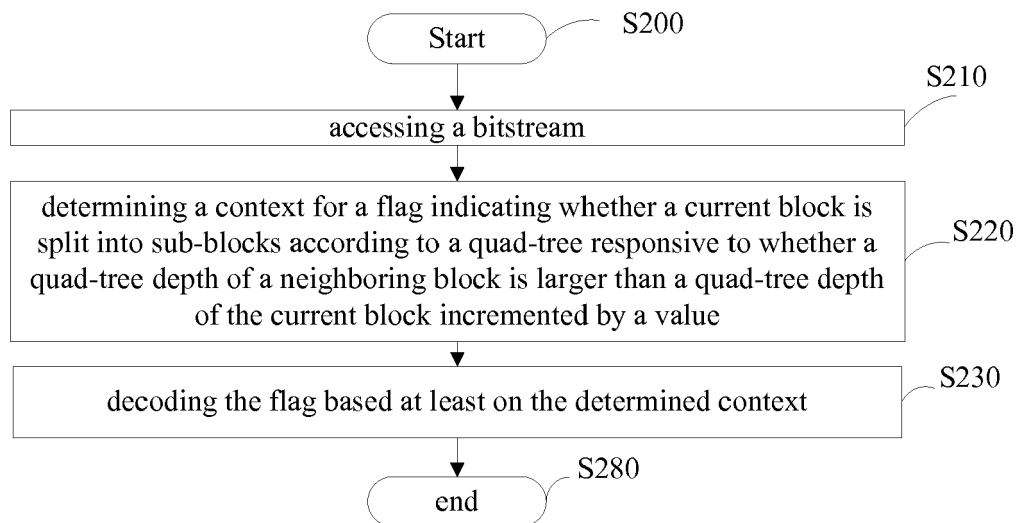 Start
S200
S210
accessing a bitstream
determining a context for a flag indicating whether a current block is
split into sub-blocks according to a quad-tree responsive to whether a
quad-tree depth of a neighboring block is larger than a quad-tree depth
of the current block incremented by a value
S220
decoding the flag based at least on the determined context
S230
S280
end